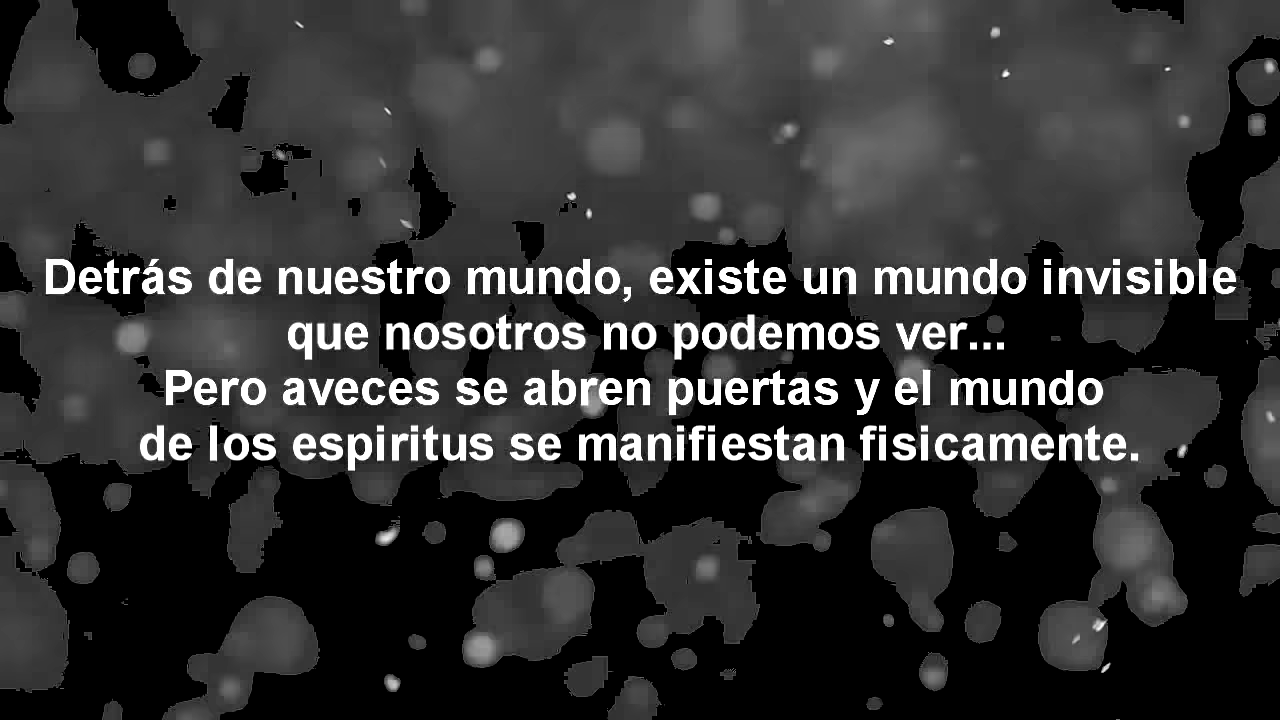 Detrás de nuestro mundo, existe un mundo invisible
que nosotros no podemos ver...
Pero aveces se abren puertas y el mundo
de los espiritus se manifiestan fisicamente.